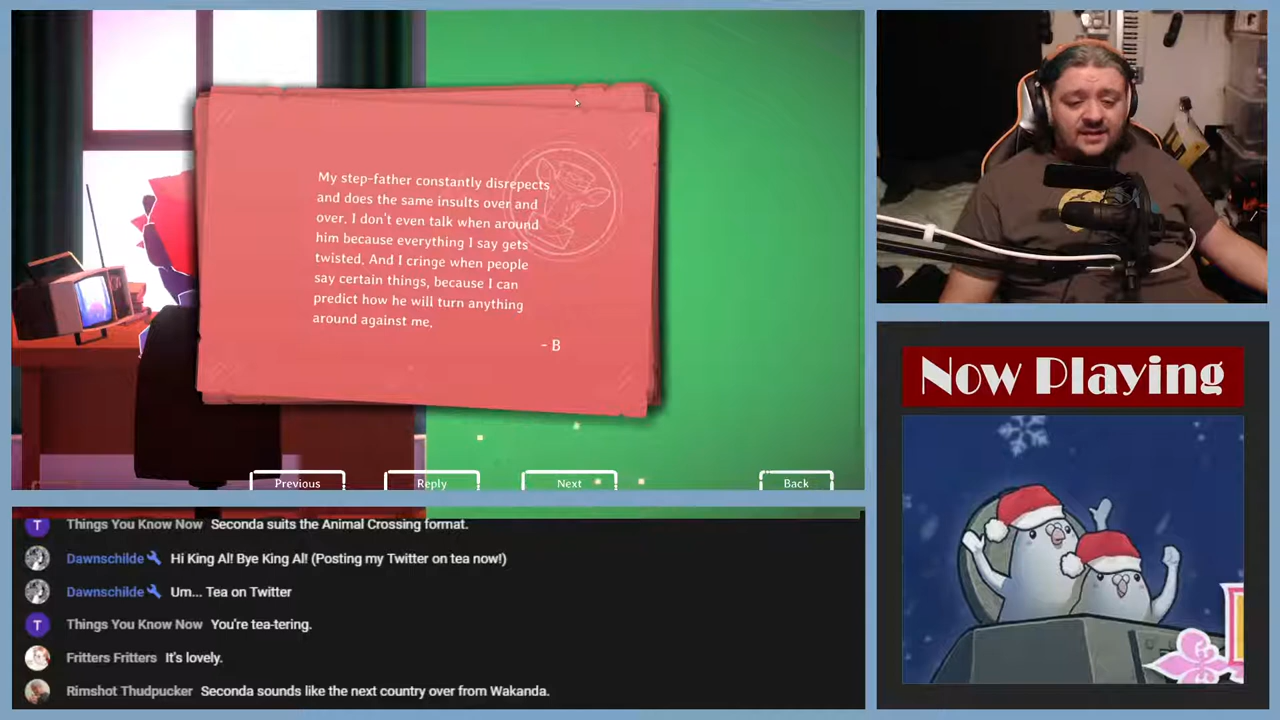 My step-father constantly disrepects
and does the same insults over and
over. I don't even talk when around
him because everything I say gets
twisted. And I cringe when people
say certain things, because I can
predict how he will turn anything
around against me.
- B
Previous
Reply
Next
Back
Now Playing
T Things You Know Now Seconda suits the Animal Crossing format.
Dawnschilde Hi King Al! Bye King Al! (Posting my Twitter on tea now!)
Dawnschilde Um... Tea on Twitter
T Things You Know Now You're tea-tering.
Fritters Fritters It's lovely.
Rimshot Thudpucker Seconda sounds like the next country over from Wakanda.